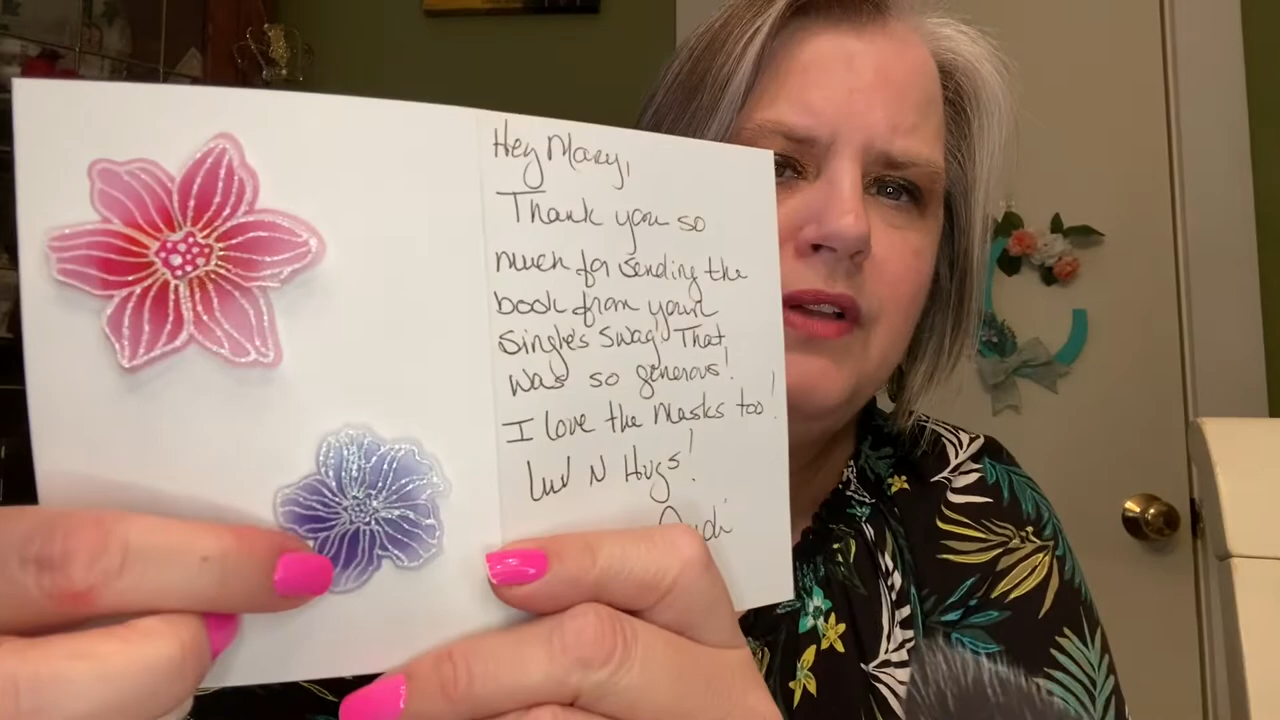 Hey Mary,
Thank you so
much for sending the
book from your
Single's Swag! That
was so generous!
I love the masks too!
Luv N Hugs!